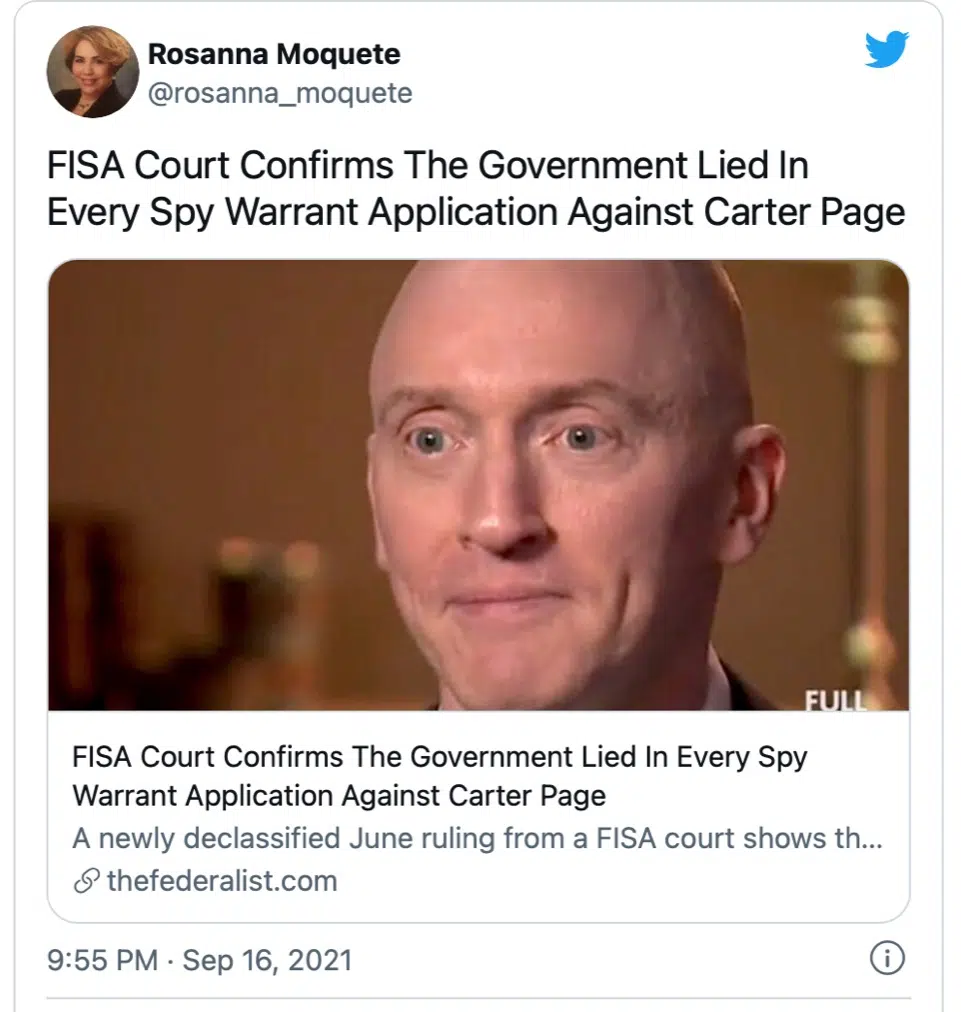 Rosanna Moquete
@rosanna_moquete
FISA Court Confirms The Government Lied In
Every Spy Warrant Application Against Carter Page
FULL
FISA Court Confirms The Government Lied In Every Spy
Warrant Application Against Carter Page
A newly declassified June ruling from a FISA court shows th...
thefederalist.com
9:55 PM · Sep 16, 2021